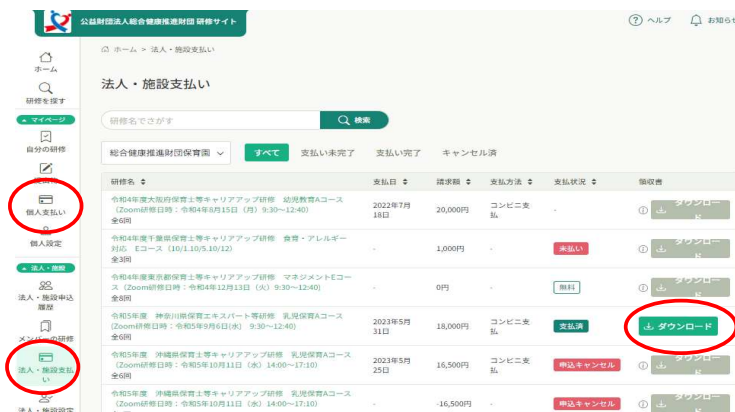 公益財団法人総合健康推進財団 研修サイト
ヘルプ
お知らせ
ホーム > 法人・施設支払い
ホーム
研修を探す
マイページ
自分の研修
個人支払い
個人設定
法人・施設
法人・施設申込
履歴
メンバーの研修
法人・施設支払
い
法人・施設設定
法人・施設支払い
研修名でさがす
検索
総合健康推進財団保育園
すべて 支払い未完了 支払い完了 キャンセル済
研修名 支払日 請求額 支払方法 支払状況 領収書
令和4年度大阪府保育士等キャリアアップ研修 幼児教育Aコース
(Zoom研修日時:令和4年8月15日(月)9:30~12:40)
全6回
2022年7月
18日
20,000円
コンビニ支
払
-
ダウンロー
ド
令和4年度千葉県保育士等キャリアアップ研修 食育・アレルギー
対応 Eコース(10/1.10/5.10/12)
全3回
-
1,000円
-
未払い
ダウンロー
ド
令和4年度東京都保育士等キャリアアップ研修 マネジメントEコー
ス(Zoom研修日時:令和4年12月13日(火)9:30~12:40)
全8回
-
0円
-
無料
ダウンロー
ド
令和5年度 神奈川県保育エキスパート等研修 乳児保育Aコース
(Zoom研修日時:令和5年9月6日(水) 9:30~12:40)
全6回
2023年5月
31日
18,000円
コンビニ支
払
支払済
ダウンロード
令和5年度 沖縄県保育士等キャリアアップ研修 乳児保育Aコース
(Zoom研修日時:令和5年10月11日(水)14:00~17:10)
全6回
2023年5月
25日
16,500円
コンビニ支
払
申込キャンセル
ダウンロー
ド
令和5年度 沖縄県保育士等キャリアアップ研修 乳児保育Aコース
(Zoom研修日時:令和5年10月11日(水)14:00~17:10)
-
-16,500円
-
申込キャンセル
ダウンロー
ド